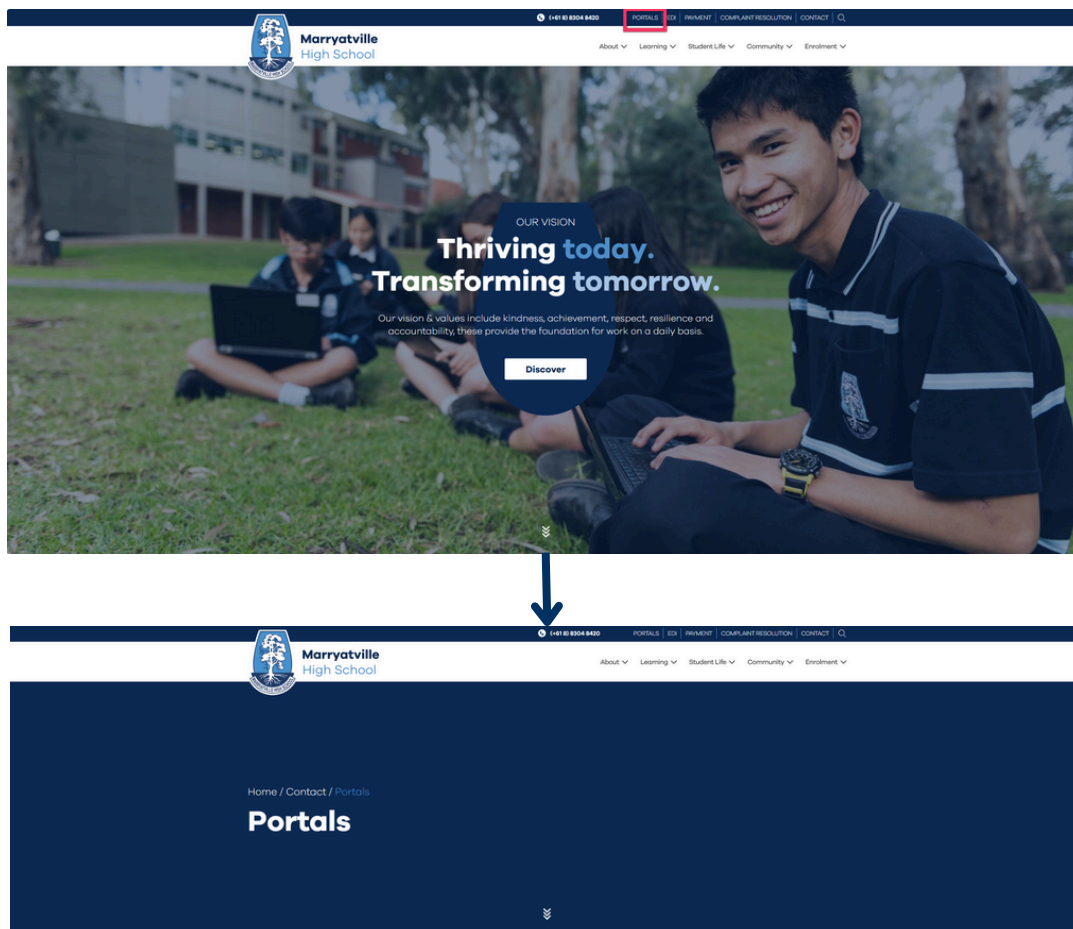 (+61 8) 8304 8420 PORTALS EDI PAYMENT COMPLAINT RESOLUTION CONTACT
Marryatville
High School
About Learning Student Life Community Enrolment
OUR VISION
Thriving today.
Transforming tomorrow.
Our vision & values include kindness, achievement, respect, resilience and
accountability, these provide the foundation for work on a daily basis.
Discover
(+61 8) 8304 8420 PORTALS EDI PAYMENT COMPLAINT RESOLUTION CONTACT
Marryatville
High School
About Learning Student Life Community Enrolment
Home / Contact / Portals
Portals